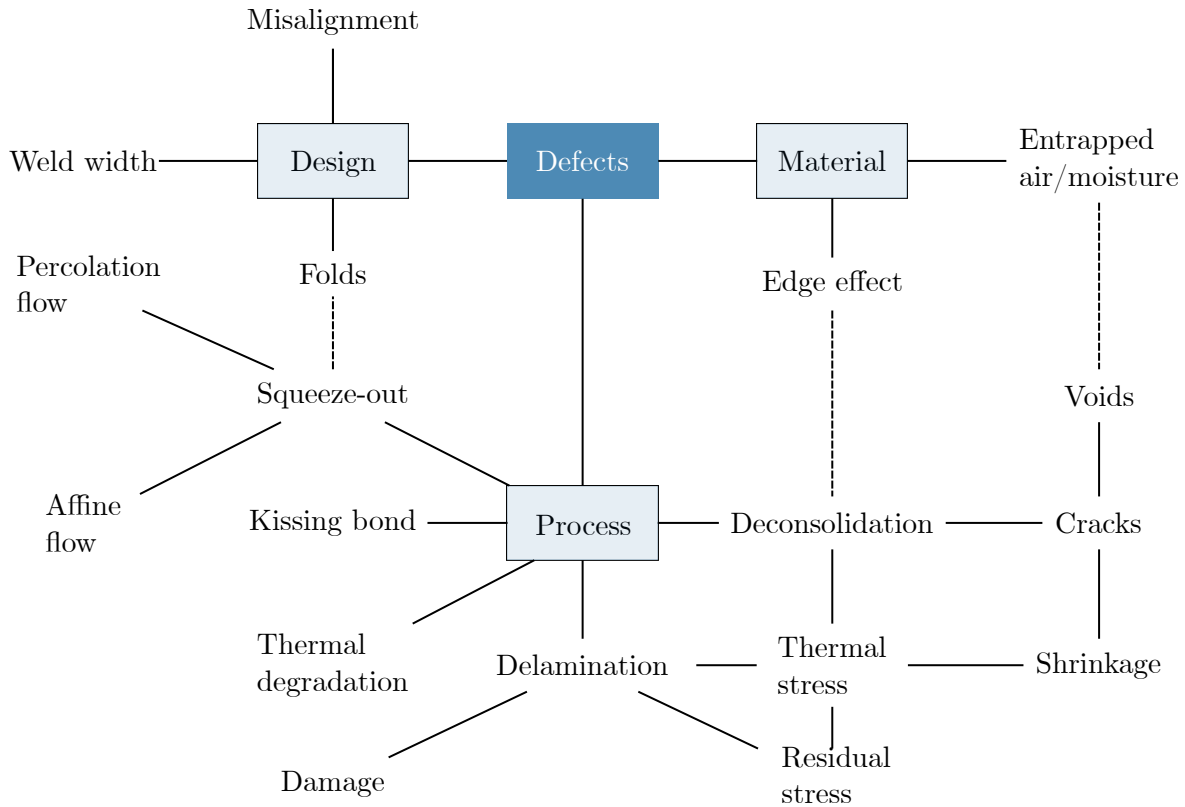 Misalignment
Weld width
Design
Defects
Material
Entrapped
air/moisture
Percolation
flow
Folds
Edge effect
Squeeze-out
Voids
Affine
flow
Kissing bond
Process
Deconsolidation
Cracks
Thermal
degradation
Delamination
Thermal
stress
Shrinkage
Damage
Residual
stress